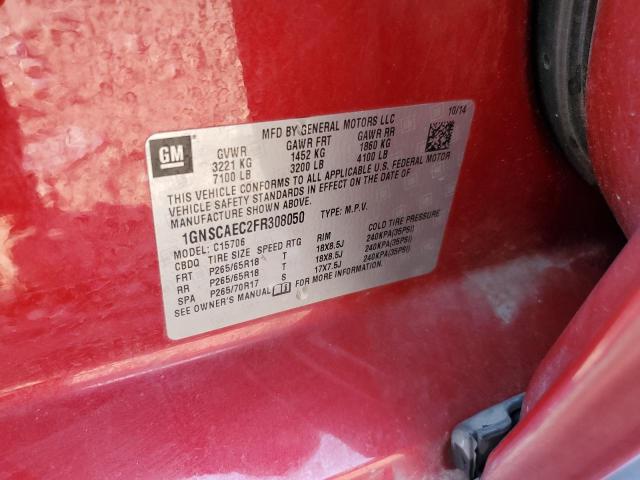 MFD BY GENERAL MOTORS LLC 10/14
GM GVWR GAWR FRT GAWR RR
3221 KG 1452 KG 1860 KG
7100 LB 3200 LB 4100 LB
THIS VEHICLE CONFORMS TO ALL APPLICABLE U.S. FEDERAL MOTOR
VEHICLE SAFETY STANDARDS IN EFFECT ON THE DATE OF
MANUFACTURE SHOWN ABOVE.
1GNSCAEC2FR308050 TYPE: M.P.V.
MODEL: C15706
CBDQ TIRE SIZE SPEED RTG RIM COLD TIRE PRESSURE
FRT P265/65R18 T 18X8.5J 240KPA(35PSI)
RR P265/65R18 T 18X8.5J 240KPA(35PSI)
SPA P265/70R17 S 17X7.5J 240KPA(35PSI)
SEE OWNER'S MANUAL FOR MORE INFORMATION.